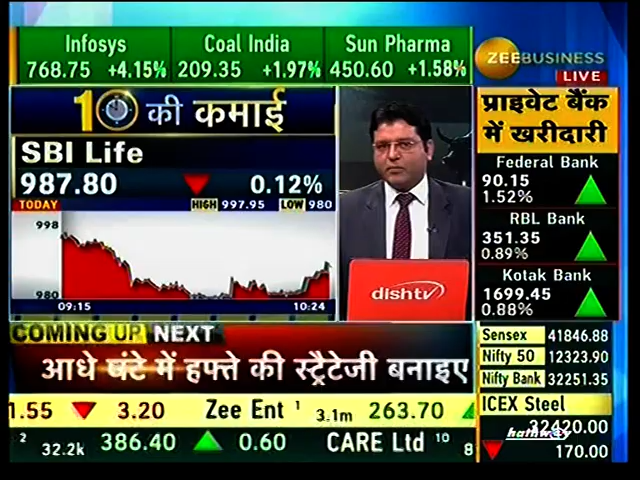 Infosys
768.75 +4.15%
Coal India
209.35 +1.97%
Sun Pharma
450.60 +1.58%
ZEEBUSINESS
LIVE
10 की कमाई
SBI Life
987.80 0.12%
TODAY HIGH 997.95 LOW 980
998
980
09:15 10:24
dishtv
प्राइवेट बैंक
में खरीदारी
Federal Bank
90.15
1.52%
RBL Bank
351.35
0.89%
Kotak Bank
1699.45
0.88%
COMING UP NEXT
आधे घंटे में हफ्ते की स्ट्रैटेजी बनाइए
Sensex 41846.88
Nifty 50 12323.90
Nifty Bank 32251.35
ICEX Steel
32420.00
hathway
170.00
1.55 3.20 Zee Ent 1 3.1m 263.70
2 32.2k 386.40 0.60 CARE Ltd 10 8